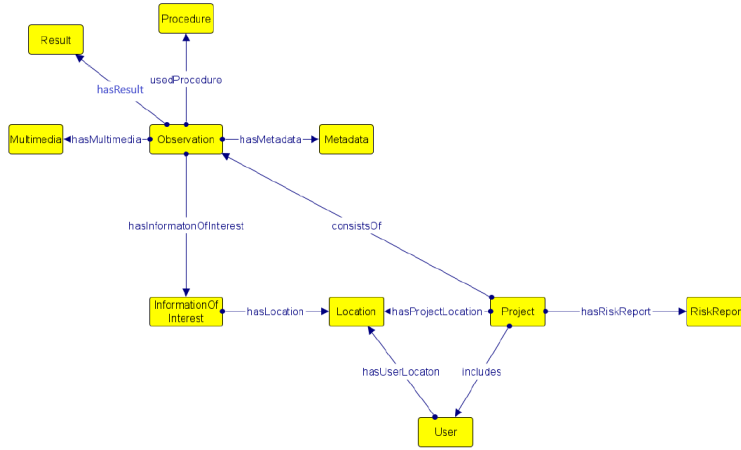 Procedure
Result
usedProcedure
hasResult
Multimedia
hasMultimedia
Observation
hasMetadata
Metadata
hasInformatonOfInterest
consistsOf
InformationOf
Interest
hasLocation
Location
hasProjectLocation
Project
hasRiskReport
RiskRepor
hasUserLocaton
includes
User